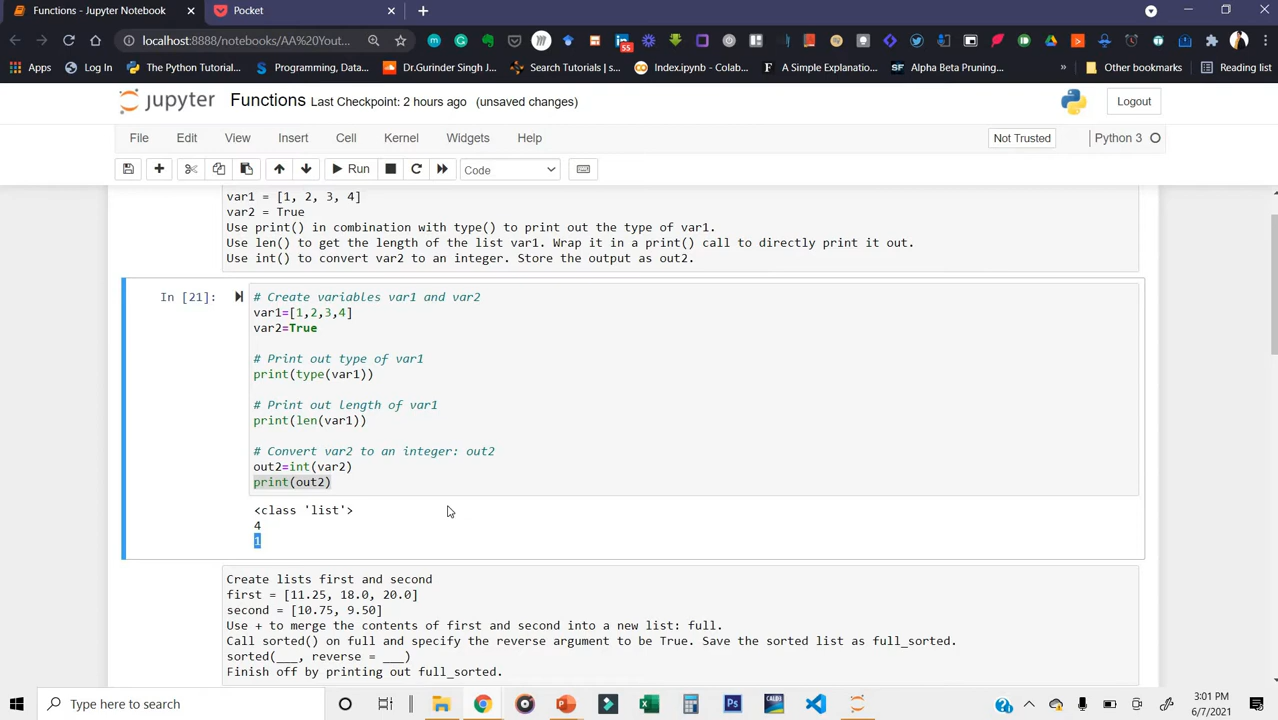 Functions - Jupyter Notebook
Pocket
localhost:8888/notebooks/AA%20Yout...
55
Apps
Log In
The Python Tutorial...
Programming, Data...
Dr.Gurinder Singh J...
Search Tutorials | s...
Index.ipynb - Colab...
A Simple Explanatio...
Alpha Beta Pruning...
»
Other bookmarks
Reading list
jupyter
Functions Last Checkpoint: 2 hours ago (unsaved changes)
Logout
File
Edit
View
Insert
Cell
Kernel
Widgets
Help
Not Trusted
Python 3
Run
Code
var1 = [1, 2, 3, 4]
var2 = True
Use print() in combination with type() to print out the type of var1.
Use len() to get the length of the list var1. Wrap it in a print() call to directly print it out.
Use int() to convert var2 to an integer. Store the output as out2.
In [21]:
# Create variables var1 and var2
var1=[1,2,3,4]
var2=True
# Print out type of var1
print(type(var1))
# Print out length of var1
print(len(var1))
# Convert var2 to an integer: out2
out2=int(var2)
print(out2)
<class 'list'>
4
1
Create lists first and second
first = [11.25, 18.0, 20.0]
second = [10.75, 9.50]
Use + to merge the contents of first and second into a new list: full.
Call sorted() on full and specify the reverse argument to be True. Save the sorted list as full_sorted.
sorted(___, reverse = ___)
Finish off by printing out full_sorted.
Type here to search
3:01 PM
6/7/2021